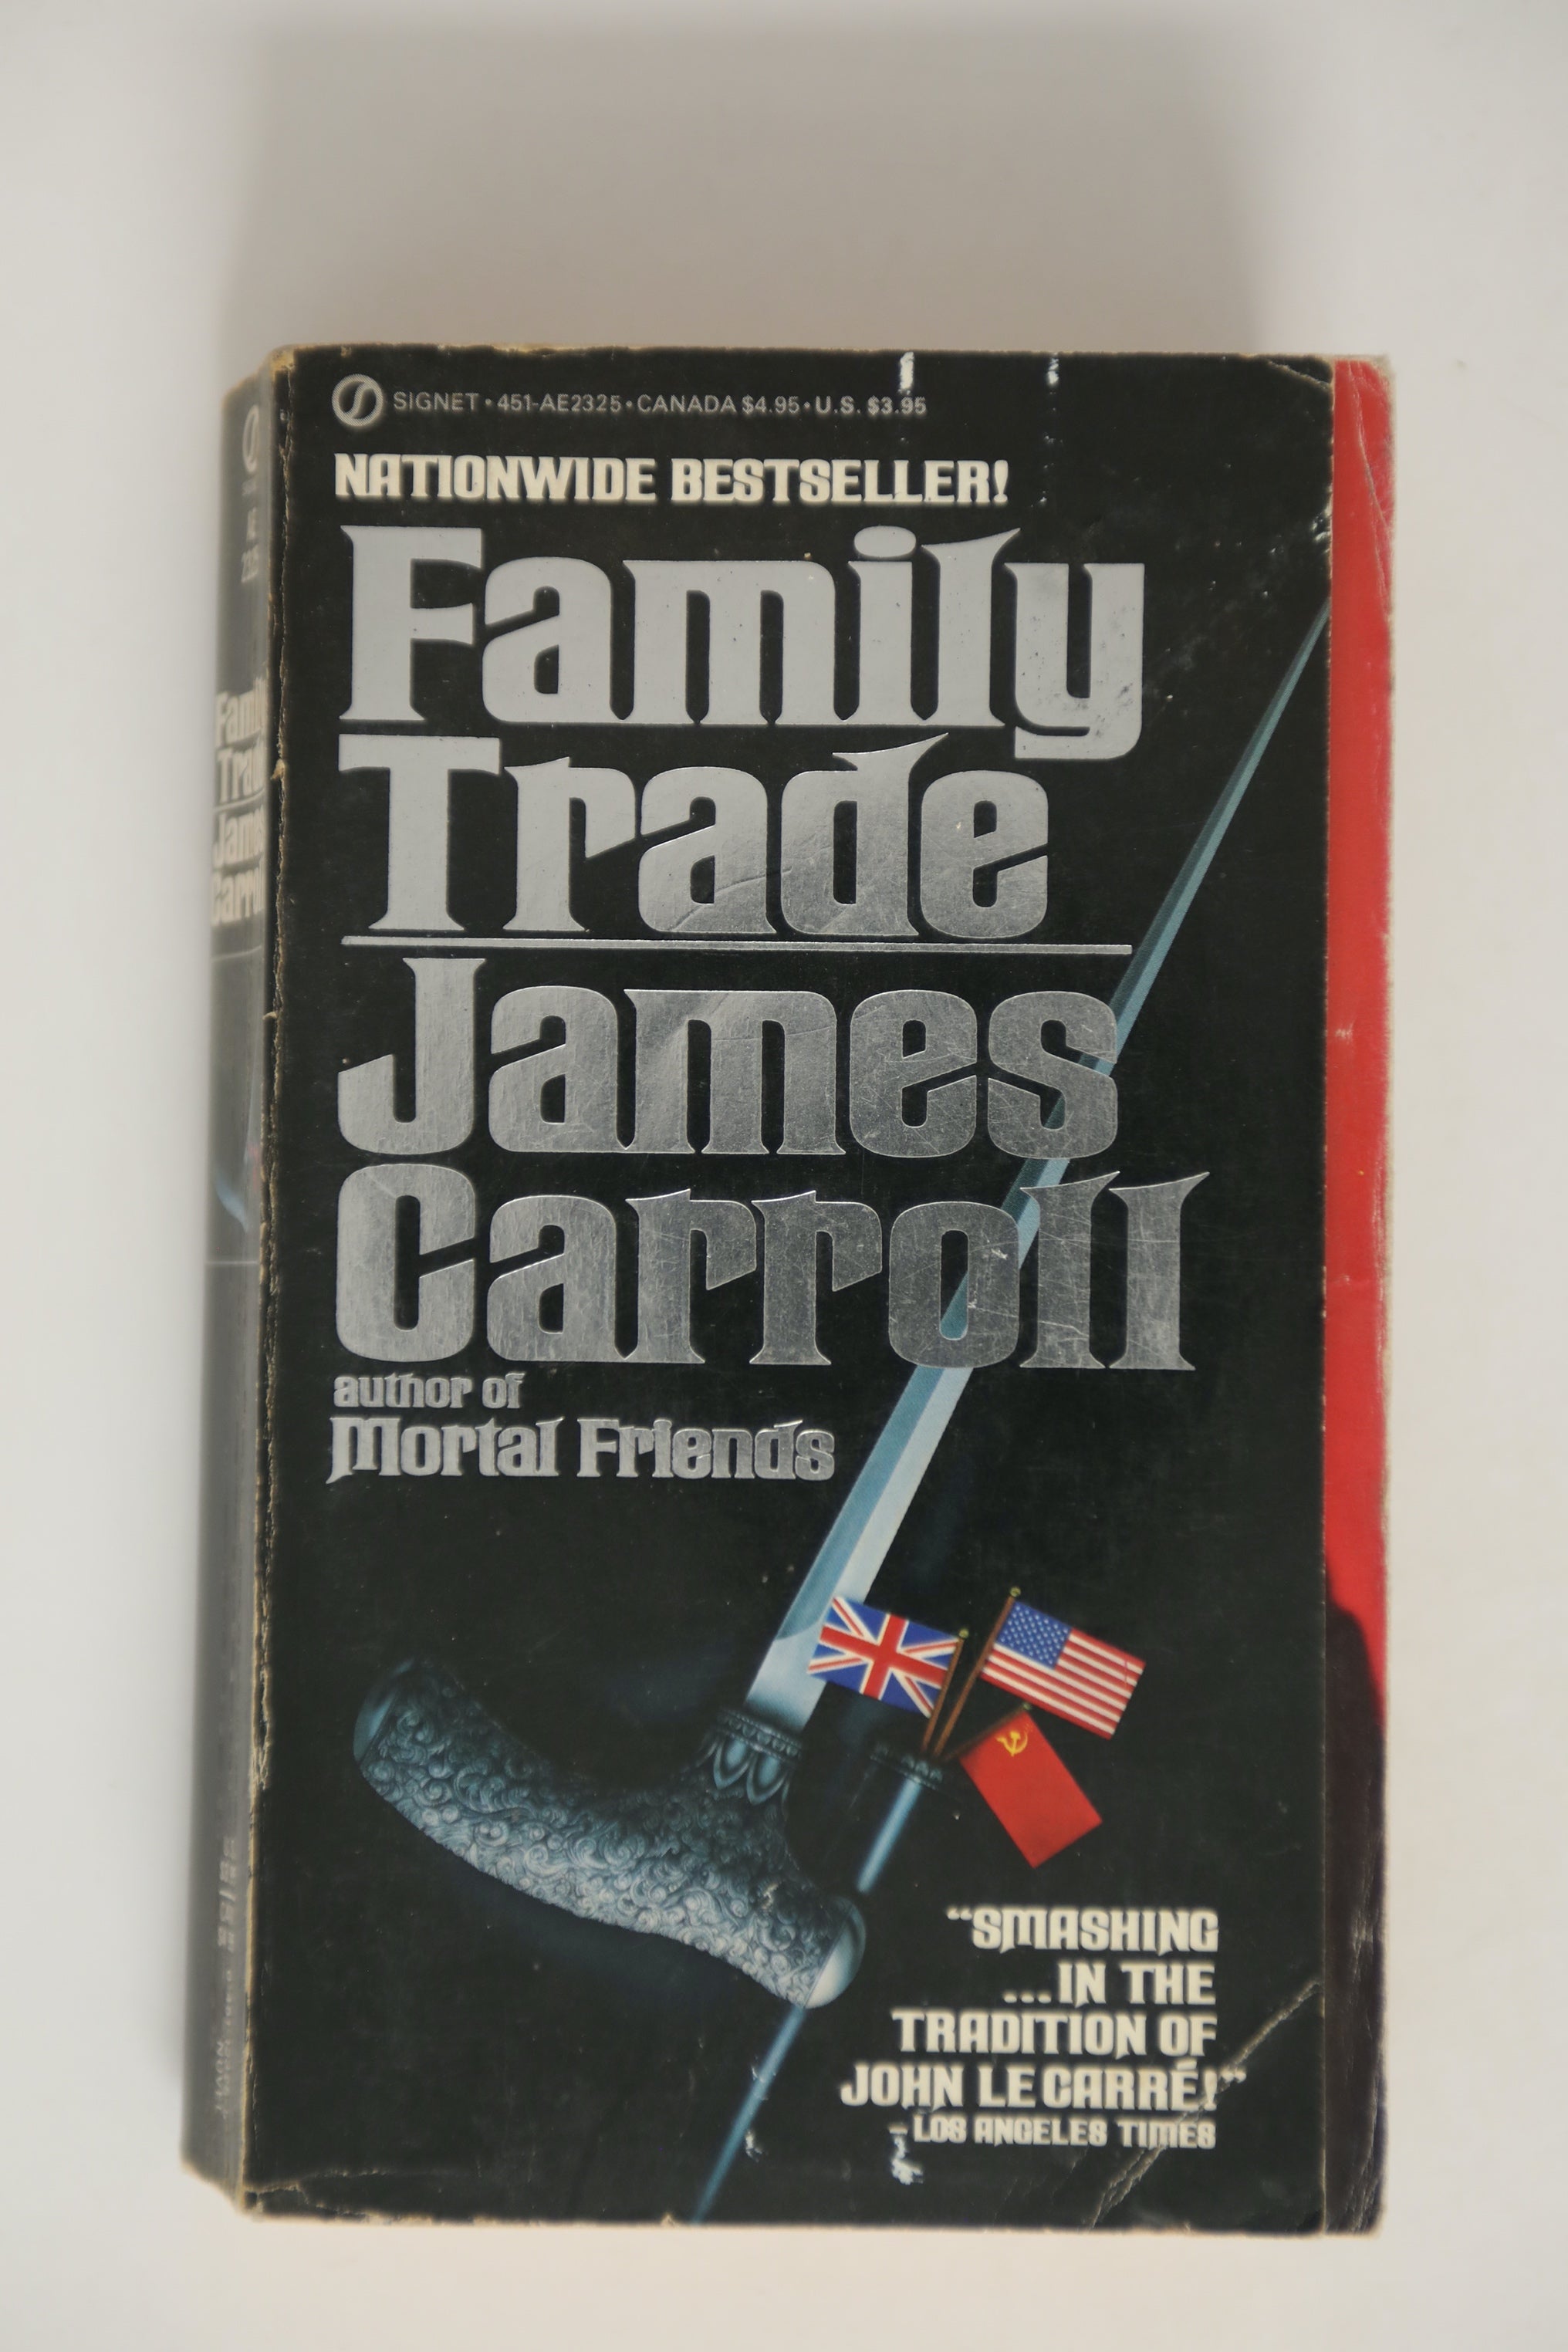 SIGNET • 451-AE2325 • CANADA $4.95 • U.S. $3.95
NATIONWIDE BESTSELLER!
Family
Trade
James
Carroll
author of
Mortal Friends
“SMASHING
...IN THE
TRADITION OF
JOHN LE CARRÉ!”
—LOS ANGELES TIMES
Family
Trade
James
Carroll